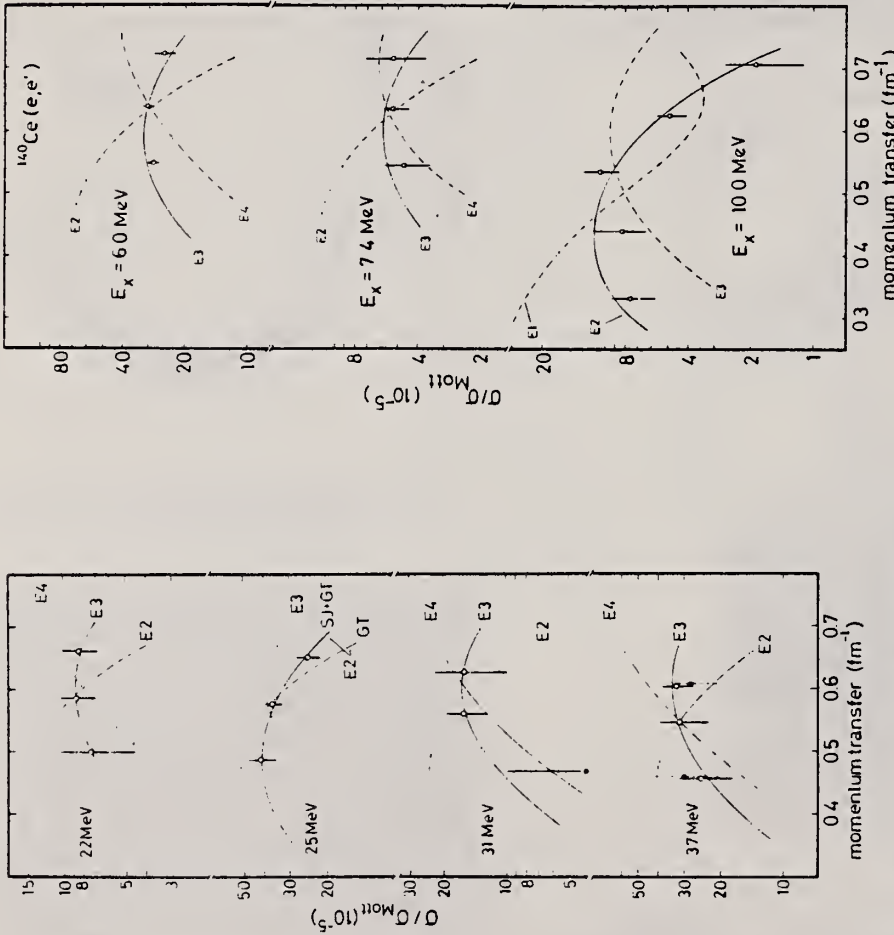 ¹⁴⁰Ce (e,e')
E2
E_x = 6.0 MeV
E4
E3
80
40
20
10
E2
E_x = 7.4 MeV
E4
E3
8
6
4
2
E1
E2
E3
E_x = 10.0 MeV
20
8
6
4
2
1
σ/σ_Mott (10⁻⁵)
0.3
0.4
0.5
0.6
0.7
momentum transfer (fm⁻¹)
E4
E3
E2
22 MeV
15
10
8
5
3
E3
SJ+GT
E2
GT
25 MeV
50
30
20
E4
E3
E2
31 MeV
30
20
10
5
E4
E3
E2
37 MeV
50
30
10
σ/σ_Mott (10⁻⁵)
0.4
0.5
0.6
0.7
momentum transfer (fm⁻¹)